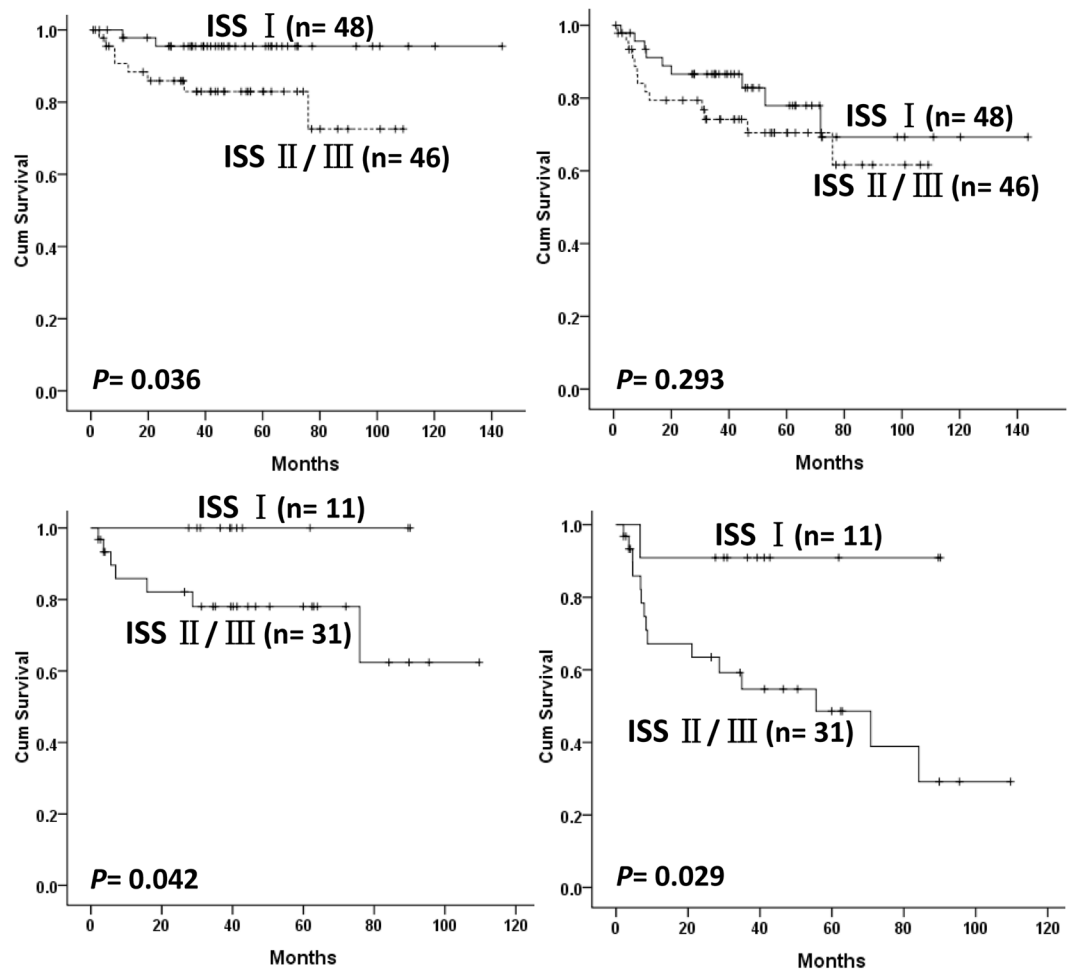 ISS Ⅰ (n= 48)
ISS Ⅱ / Ⅲ (n= 46)
Cum Survival
1.0
0.8
0.6
0.4
0.2
0.0
P= 0.036
0 20 40 60 80 100 120 140
Months
ISS Ⅰ (n= 48)
ISS Ⅱ / Ⅲ (n= 46)
Cum Survival
1.0
0.8
0.6
0.4
0.2
0.0
P= 0.293
0 20 40 60 80 100 120 140
Months
ISS Ⅰ (n= 11)
ISS Ⅱ / Ⅲ (n= 31)
Cum Survival
1.0
0.8
0.6
0.4
0.2
0.0
P= 0.042
0 20 40 60 80 100 120
Months
ISS Ⅰ (n= 11)
ISS Ⅱ / Ⅲ (n= 31)
Cum Survival
1.0
0.8
0.6
0.4
0.2
0.0
P= 0.029
0 20 40 60 80 100 120
Months